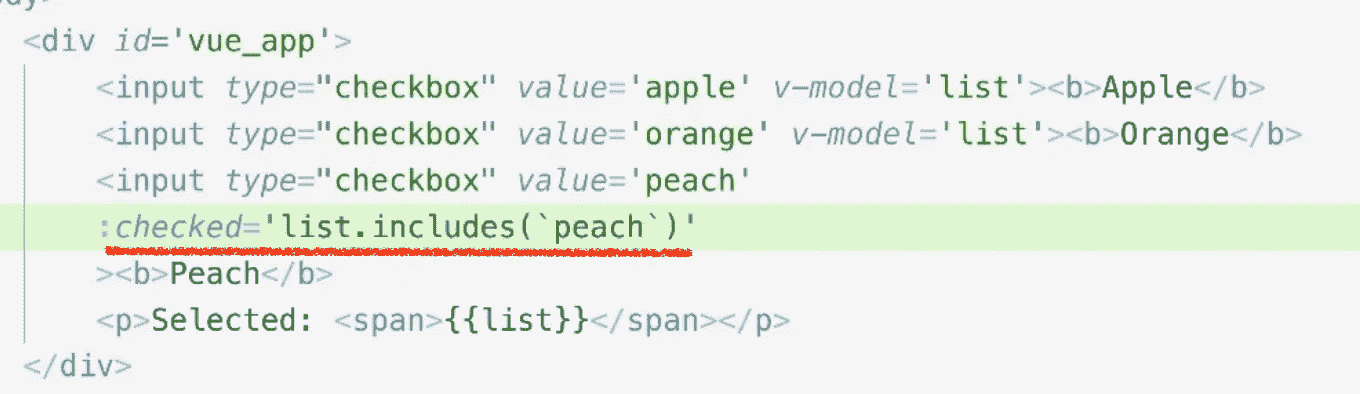 <div id='vue_app'>
<input type="checkbox" value='apple' v-model='list'><b>Apple</b>
<input type="checkbox" value='orange' v-model='list'><b>Orange</b>
<input type="checkbox" value='peach'
:checked='list.includes(`peach`)'
><b>Peach</b>
<p>Selected: <span>{{list}}</span></p>
</div>